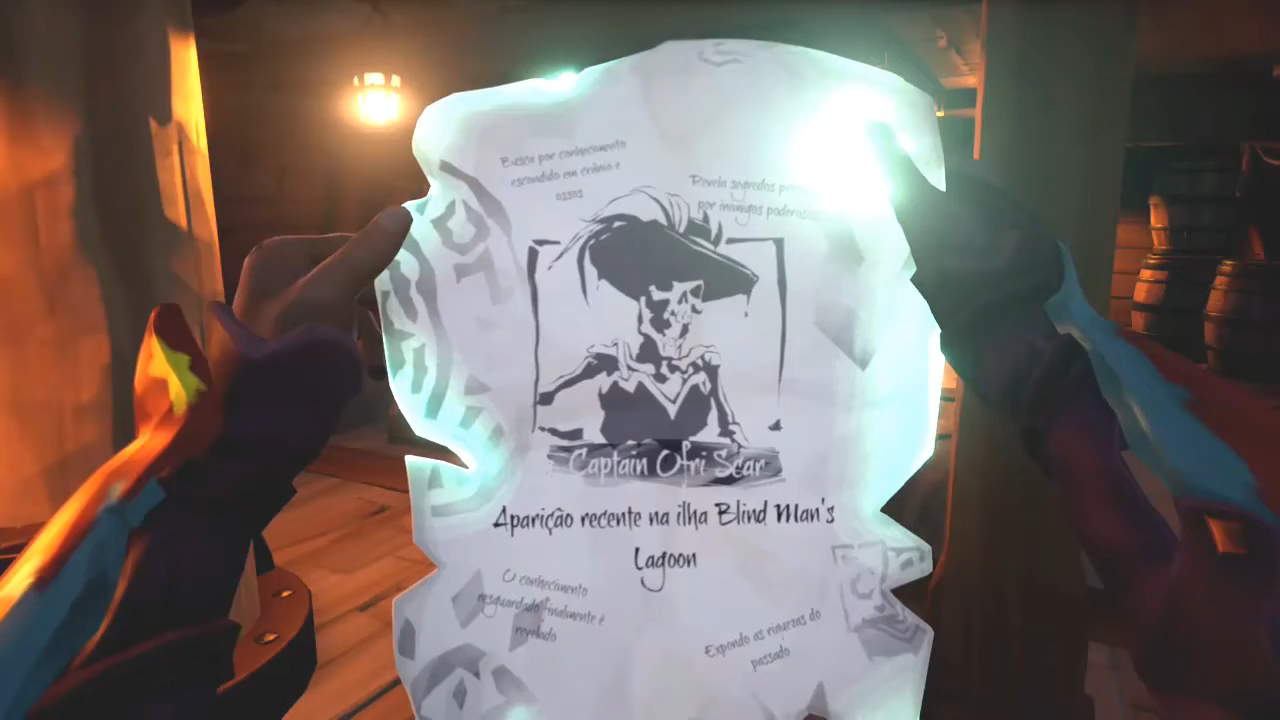 Busca por conhecimento
escondido em crânio e
ossos
Revela segredos
por inimigos poderosos
Captain Ofri Scar
Aparição recente na ilha Blind Man's
Lagoon
O conhecimento
resguardado finalmente é
revelado
Expondo as riquezas do
passado